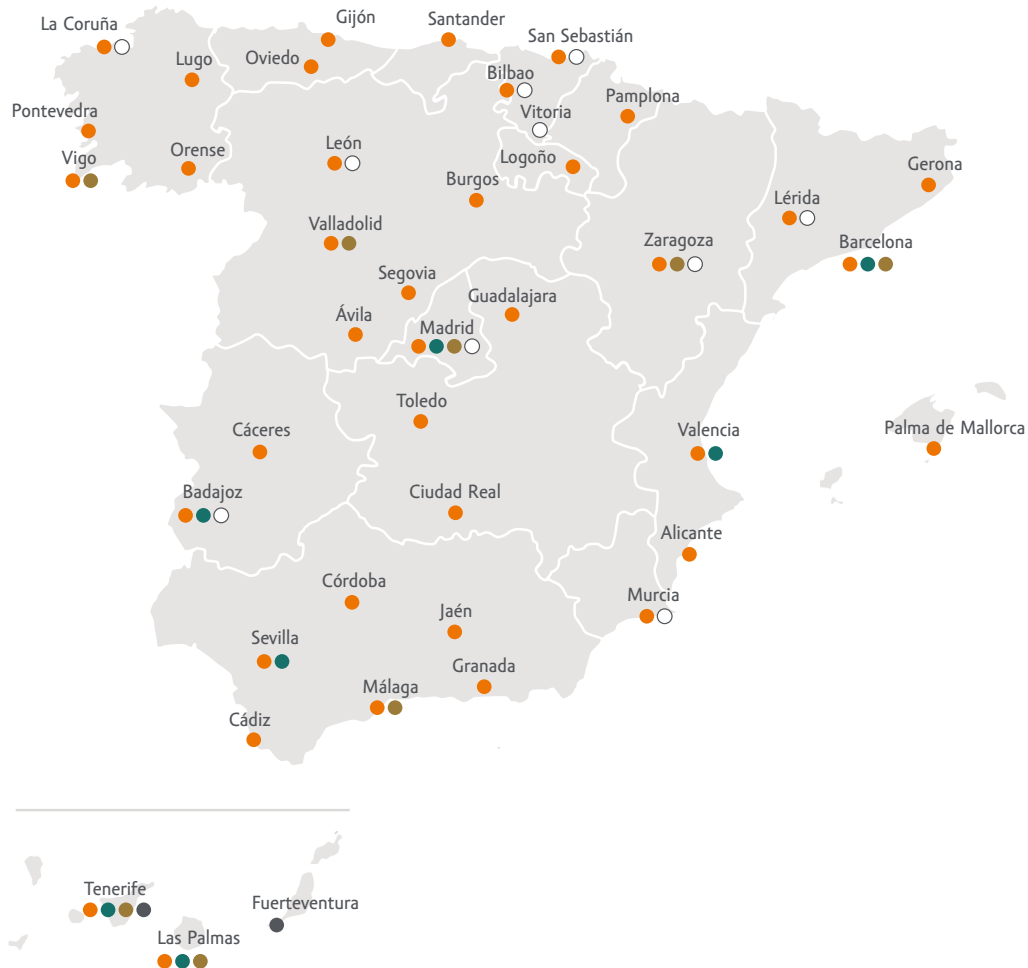 Gijón
Santander
La Coruña
San Sebastián
Oviedo
Lugo
Bilbao
Pamplona
Pontevedra
Vitoria
León
Orense
Vigo
Logoño
Gerona
Burgos
Lérida
Valladolid
Zaragoza
Barcelona
Segovia
Guadalajara
Ávila
Madrid
Toledo
Cáceres
Valencia
Palma de Mallorca
Badajoz
Ciudad Real
Alicante
Córdoba
Murcia
Jaén
Sevilla
Granada
Málaga
Cádiz
Tenerife
Fuerteventura
Las Palmas